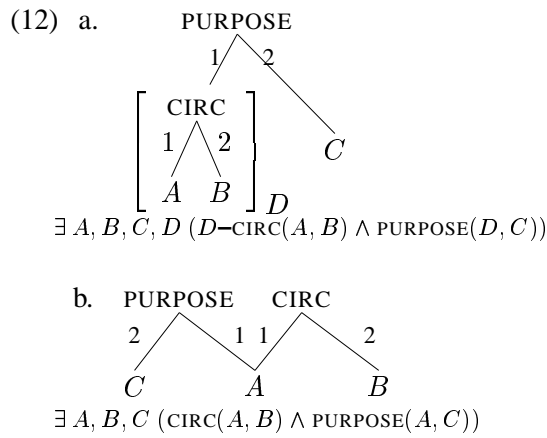 (12) a. PURPOSE
1 2
CIRC
1 2 C
A B D
∃ A, B, C, D (D–CIRC(A, B) ∧ PURPOSE(D, C))
b. PURPOSE CIRC
2 1 1 2
C A B
∃ A, B, C (CIRC(A, B) ∧ PURPOSE(A, C))